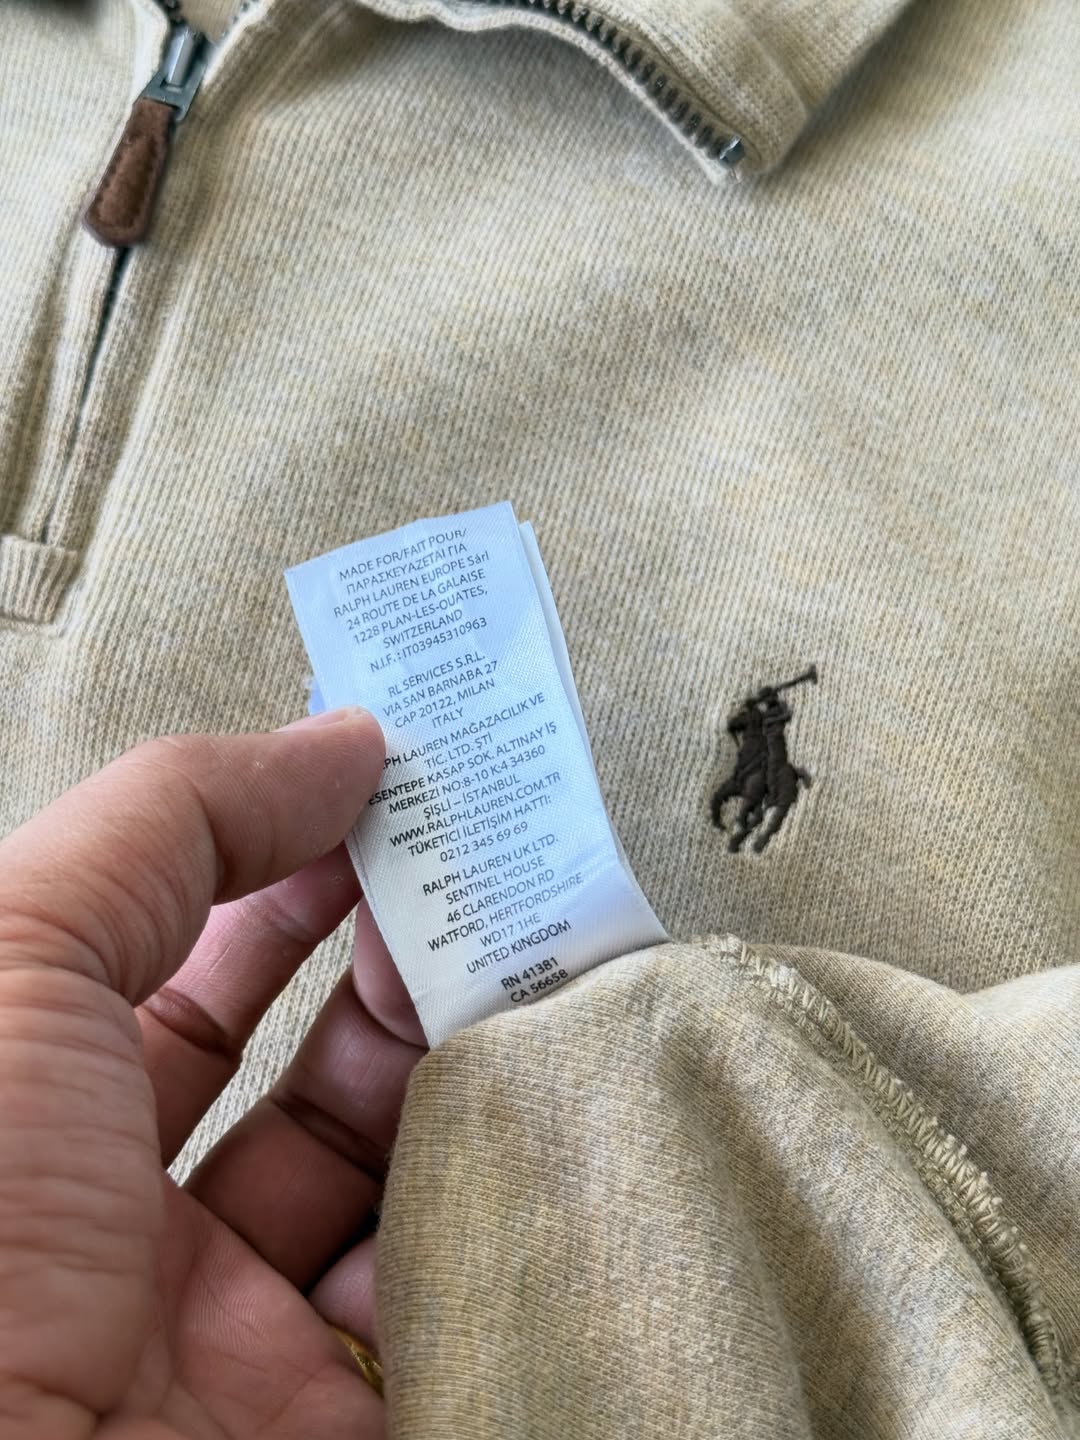 MADE FOR/FAIT POUR/
ΠΑΡΑΣΚΕΥΑΖΕΤΑΙ ΓΙΑ
RALPH LAUREN EUROPE Sàrl
24 ROUTE DE LA GALAISE
1228 PLAN-LES-OUATES,
SWITZERLAND
N.I.F.: IT03945310963
RL SERVICES S.R.L.
VIA SAN BARNABA 27
CAP 20122, MILAN
ITALY
LAUREN MAĞAZACILIK VE
TIC. LTD. ŞTİ
ESENTEPE KASAP SOK. ALTINAY İŞ
MERKEZİ NO:8-10 K:4 34360
ŞİŞLİ – İSTANBUL
WWW.RALPHLAUREN.COM.TR
TÜKETİCİ İLETİŞİM HATTI:
0212 345 69 69
RALPH LAUREN UK LTD.
SENTINEL HOUSE
46 CLARENDON RD
WATFORD, HERTFORDSHIRE
WD17 1HE
UNITED KINGDOM
RN 41381
CA 56658